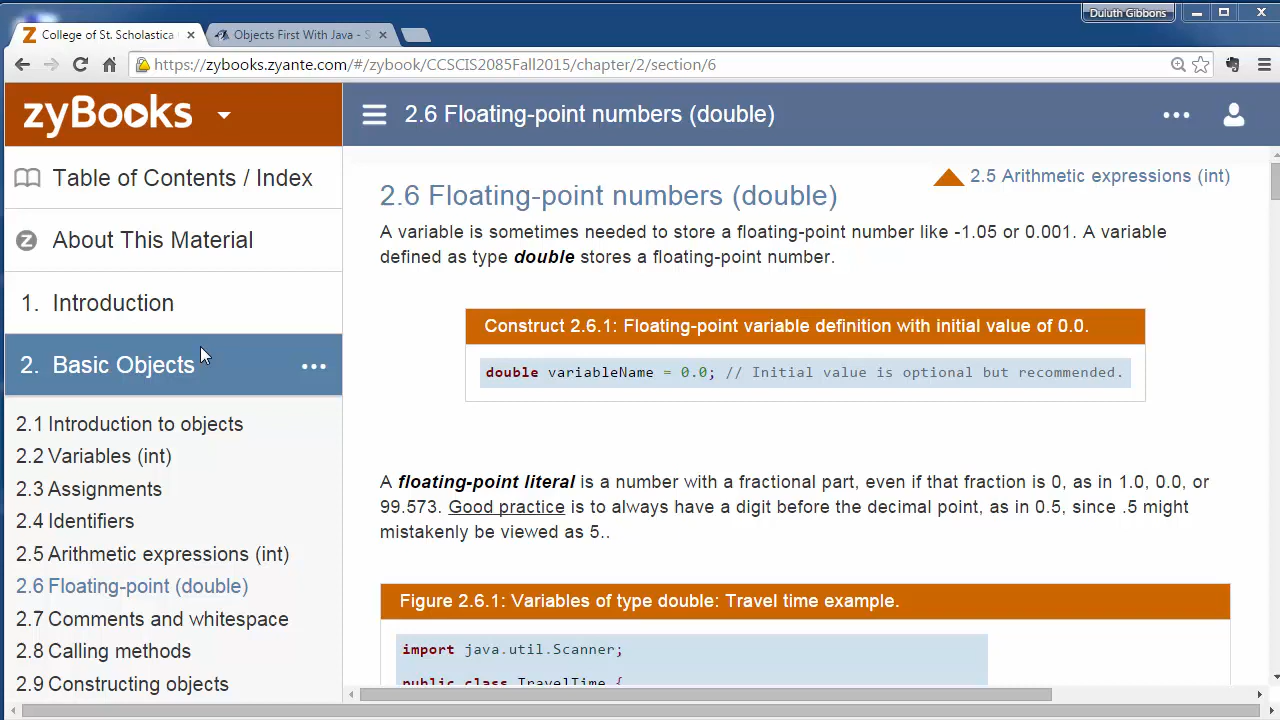 Duluth Gibbons
College of St. Scholastica
Objects First With Java - S
https://zybooks.zyante.com/#/zybook/CCSCIS2085Fall2015/chapter/2/section/6
zyBooks
2.6 Floating-point numbers (double)
Table of Contents / Index
About This Material
1. Introduction
2. Basic Objects
2.1 Introduction to objects
2.2 Variables (int)
2.3 Assignments
2.4 Identifiers
2.5 Arithmetic expressions (int)
2.6 Floating-point (double)
2.7 Comments and whitespace
2.8 Calling methods
2.9 Constructing objects
2.5 Arithmetic expressions (int)
2.6 Floating-point numbers (double)
A variable is sometimes needed to store a floating-point number like -1.05 or 0.001. A variable
defined as type double stores a floating-point number.
Construct 2.6.1: Floating-point variable definition with initial value of 0.0.
double variableName = 0.0; // Initial value is optional but recommended.
A floating-point literal is a number with a fractional part, even if that fraction is 0, as in 1.0, 0.0, or
99.573. Good practice is to always have a digit before the decimal point, as in 0.5, since .5 might
mistakenly be viewed as 5..
Figure 2.6.1: Variables of type double: Travel time example.
import java.util.Scanner;
public class TravelTime {